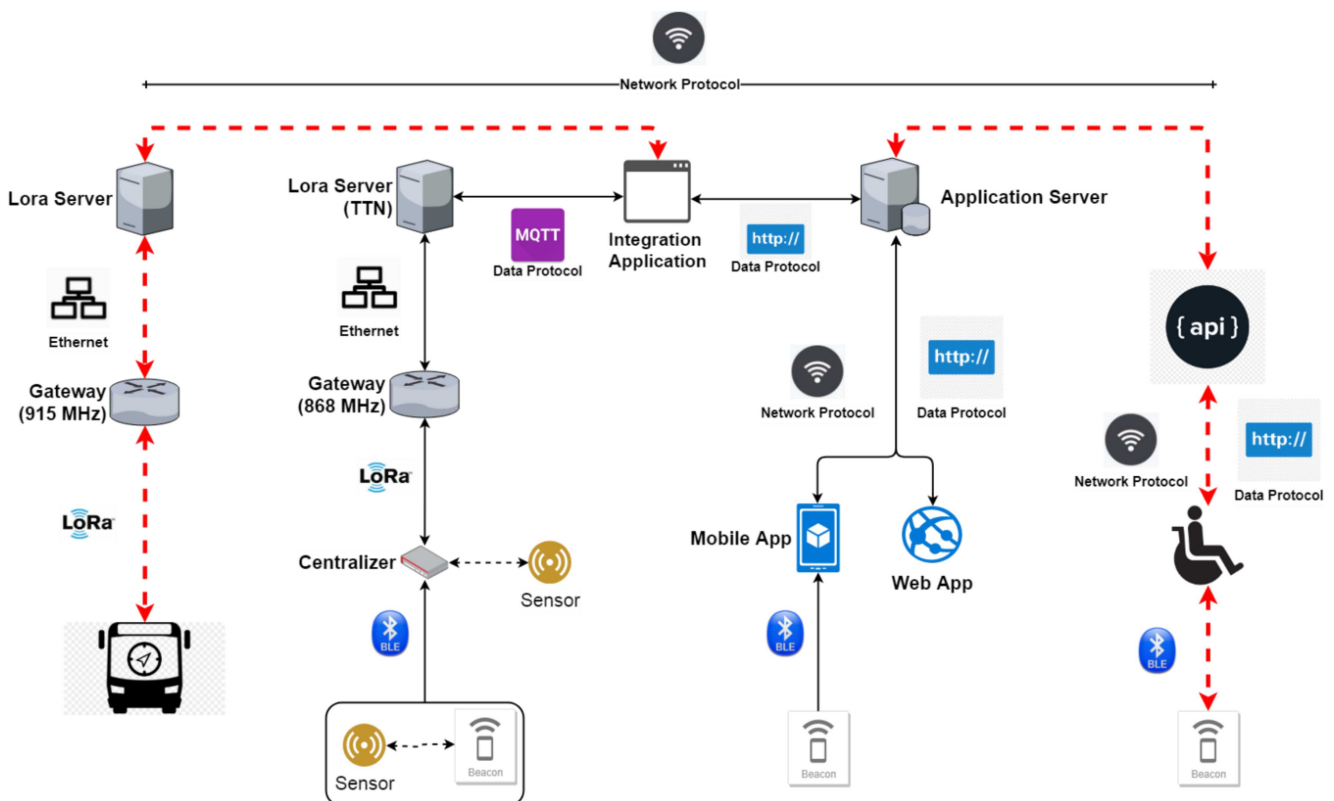 Network Protocol
Lora Server
Lora Server
(TTN)
MQTT
Data Protocol
Integration
Application
http://
Data Protocol
Application Server
Ethernet
Ethernet
{ api }
Gateway
(915 MHz)
Gateway
(868 MHz)
Network Protocol
http://
Data Protocol
Network Protocol
http://
Data Protocol
LoRa™
LoRa™
Centralizer
Sensor
Mobile App
Web App
BLE
BLE
BLE
Sensor
Beacon
Beacon
Beacon